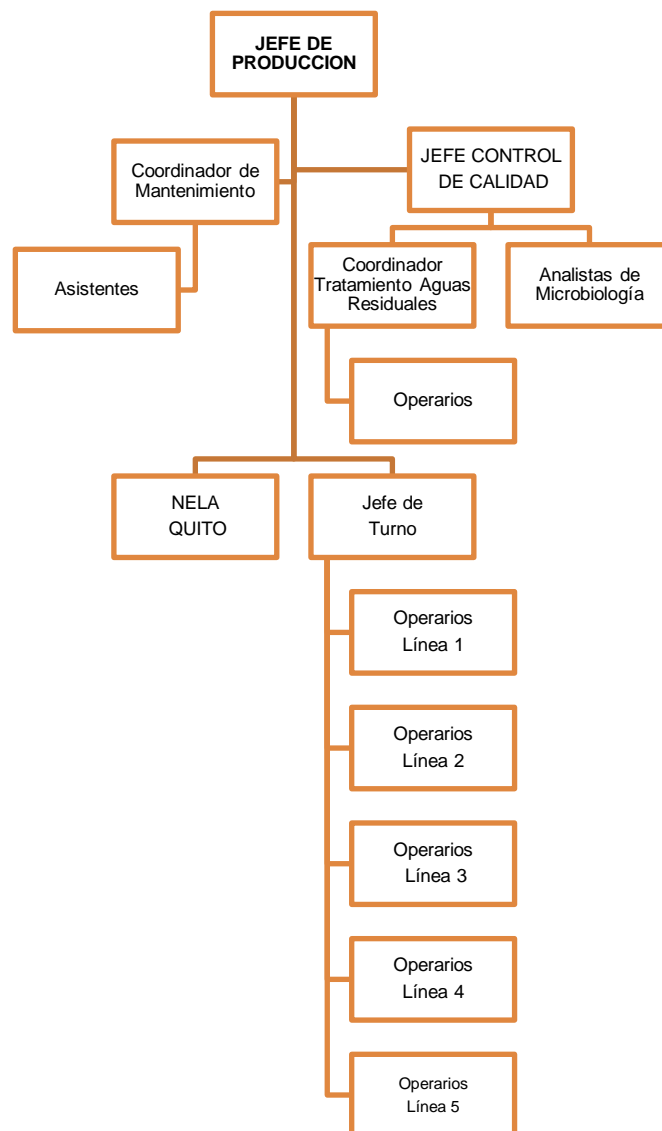 JEFE DE
PRODUCCION
Coordinador de
Mantenimiento
JEFE CONTROL
DE CALIDAD
Asistentes
Coordinador
Tratamiento Aguas
Residuales
Analistas de
Microbiología
Operarios
NELA
QUITO
Jefe de
Turno
Operarios
Línea 1
Operarios
Línea 2
Operarios
Línea 3
Operarios
Línea 4
Operarios
Línea 5